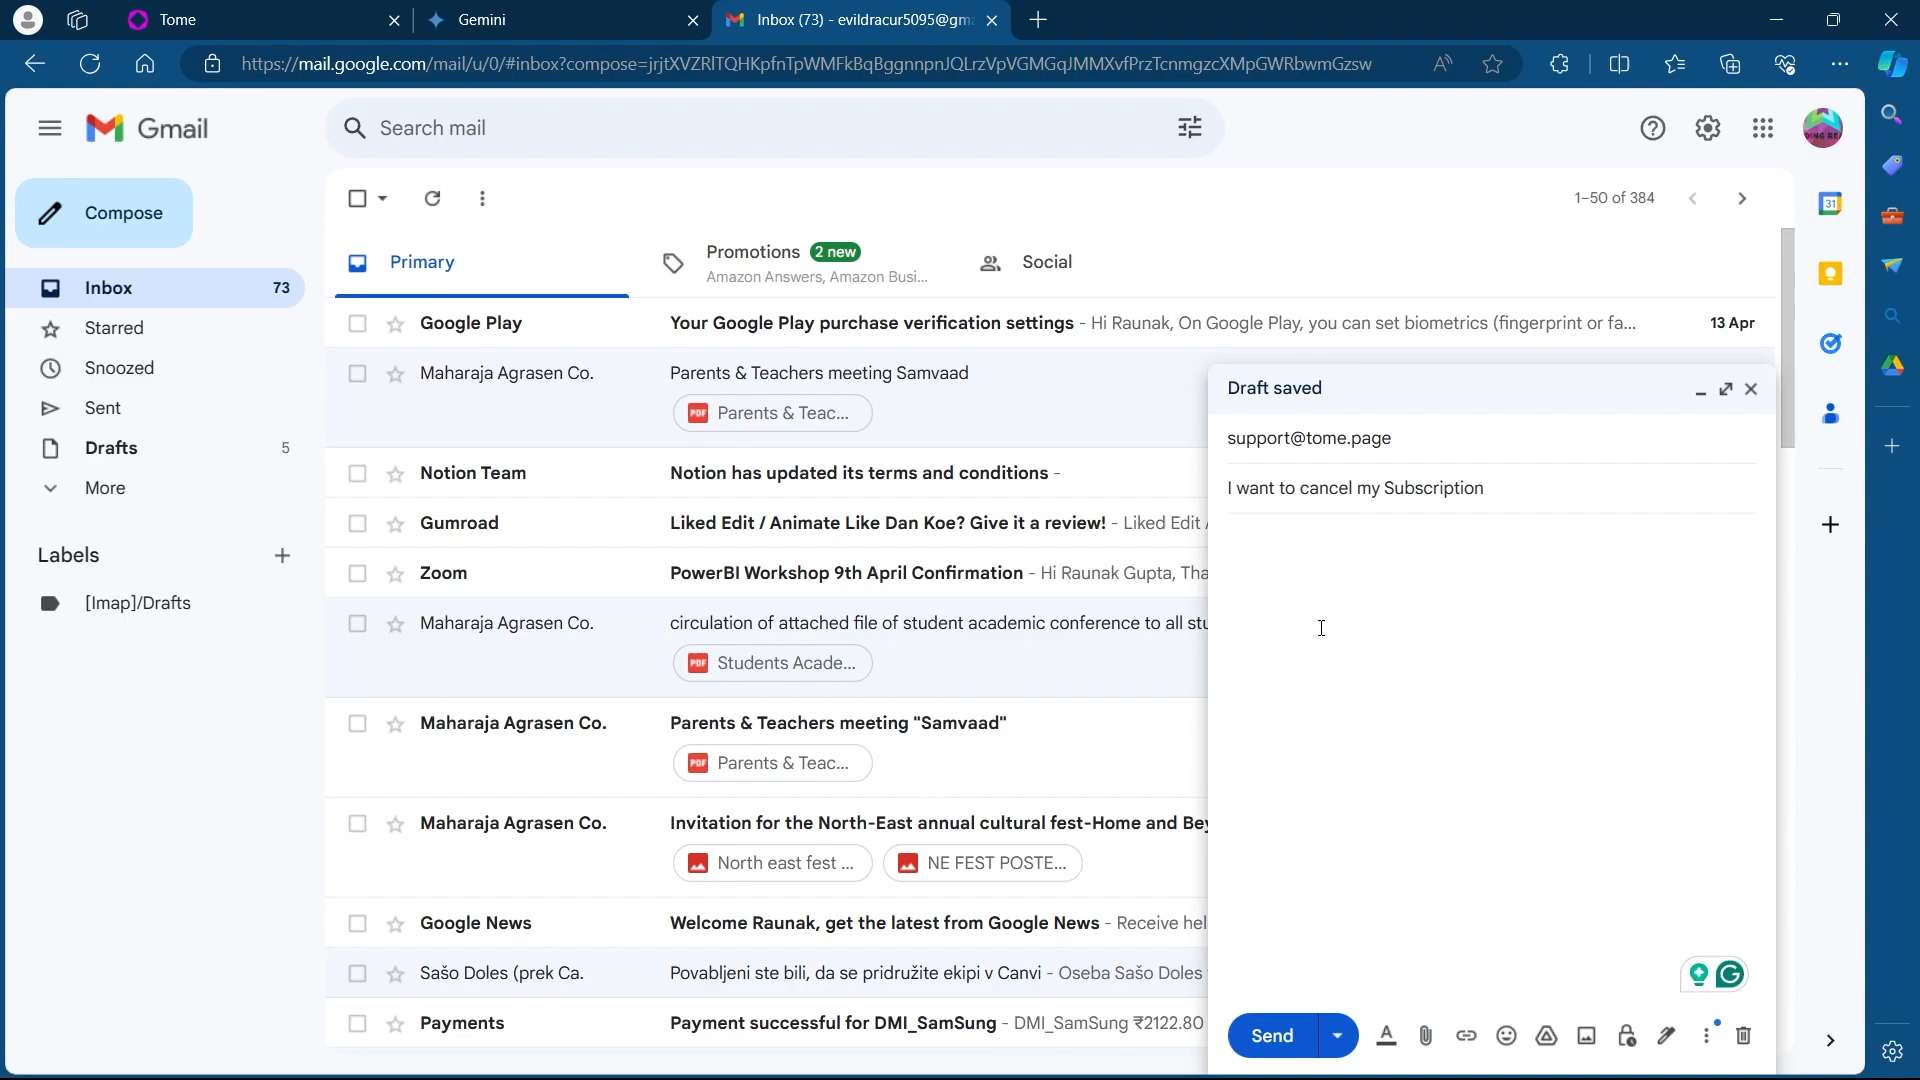 Tome
Gemini
Inbox (73) - evildracur5095@gm
https://mail.google.com/mail/u/0/#inbox?compose=jrjtXVZRlTQHKpfnTpWMFkBqBggnnpnJQLrzVpVGMGqJMMXvfPrzTcnmgzcXMpGWRbwmGzsw
Gmail
Search mail
Compose
1–50 of 384
Primary
Promotions 2 new
Amazon Answers, Amazon Busi...
Social
Inbox 73
Starred
Snoozed
Sent
Drafts 5
More
Labels
[Imap]/Drafts
Google Play Your Google Play purchase verification settings - Hi Raunak, On Google Play, you can set biometrics (fingerprint or fa... 13 Apr
Maharaja Agrasen Co. Parents & Teachers meeting Samvaad
PDF Parents & Teac...
Notion Team Notion has updated its terms and conditions -
Gumroad Liked Edit / Animate Like Dan Koe? Give it a review! - Liked Edit /
Zoom PowerBI Workshop 9th April Confirmation - Hi Raunak Gupta, Tha
Maharaja Agrasen Co. circulation of attached file of student academic conference to all stu
PDF Students Acade...
Maharaja Agrasen Co. Parents & Teachers meeting "Samvaad"
PDF Parents & Teac...
Maharaja Agrasen Co. Invitation for the North-East annual cultural fest-Home and Bey
North east fest ... NE FEST POSTE...
Google News Welcome Raunak, get the latest from Google News - Receive hel
Sašo Doles (prek Ca. Povabljeni ste bili, da se pridružite ekipi v Canvi - Oseba Sašo Doles
Payments Payment successful for DMI_SamSung - DMI_SamSung ₹2122.80
Draft saved
support@tome.page
I want to cancel my Subscription
Send
31